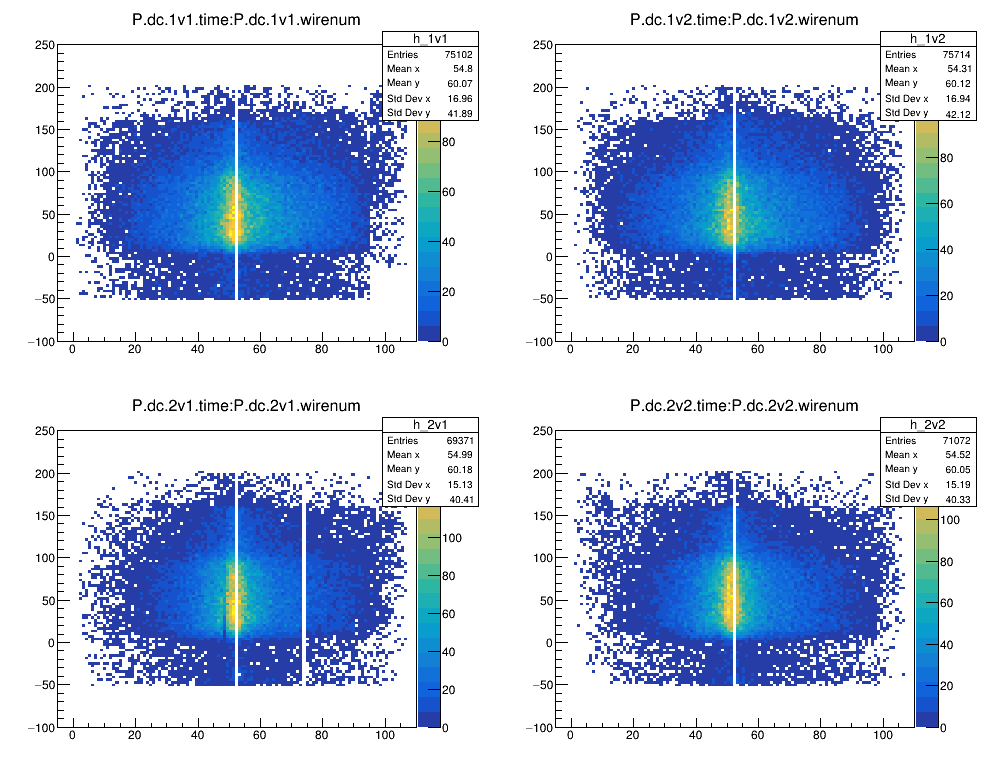 P.dc.1v1.time:P.dc.1v1.wirenum
h_1v1
Entries 75102
Mean x 54.8
Mean y 60.07
Std Dev x 16.96
Std Dev y 41.89
250
200
150
100
50
0
−50
−100
0 20 40 60 80 100
80
60
40
20
0
P.dc.1v2.time:P.dc.1v2.wirenum
h_1v2
Entries 75714
Mean x 54.31
Mean y 60.12
Std Dev x 16.94
Std Dev y 42.12
250
200
150
100
50
0
−50
−100
0 20 40 60 80 100
80
60
40
20
0
P.dc.2v1.time:P.dc.2v1.wirenum
h_2v1
Entries 69371
Mean x 54.99
Mean y 60.18
Std Dev x 15.13
Std Dev y 40.41
250
200
150
100
50
0
−50
−100
0 20 40 60 80 100
100
80
60
40
20
0
P.dc.2v2.time:P.dc.2v2.wirenum
h_2v2
Entries 71072
Mean x 54.52
Mean y 60.05
Std Dev x 15.19
Std Dev y 40.33
250
200
150
100
50
0
−50
−100
0 20 40 60 80 100
100
80
60
40
20
0